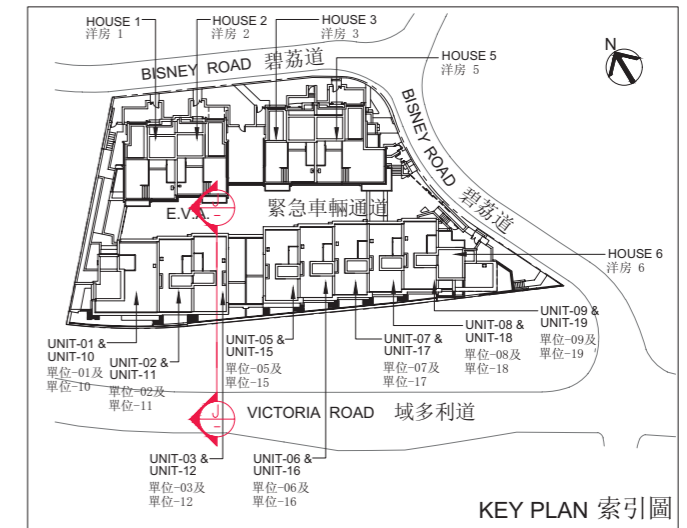 HOUSE 1
洋房 1
HOUSE 2
洋房 2
HOUSE 3
洋房 3
HOUSE 5
洋房 5
N
BISNEY ROAD 碧荔道
BISNEY ROAD 碧荔道
J
-
E.V.A. 緊急車輛通道
HOUSE 6
洋房 6
UNIT-01 &
UNIT-10
單位-01及
單位-10
UNIT-02 &
UNIT-11
單位-02及
單位-11
UNIT-05 &
UNIT-15
單位-05及
單位-15
UNIT-07 &
UNIT-17
單位-07及
單位-17
UNIT-08 &
UNIT-18
單位-08及
單位-18
UNIT-09 &
UNIT-19
單位-09及
單位-19
J
-
VICTORIA ROAD 域多利道
UNIT-03 &
UNIT-12
單位-03及
單位-12
UNIT-06 &
UNIT-16
單位-06及
單位-16
KEY PLAN 索引圖